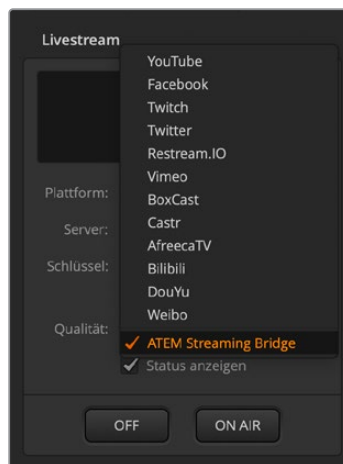 Livestream
YouTube
Facebook
Twitch
Twitter
Restream.IO
Vimeo
BoxCast
Plattform:
Castr
Server:
AfreecaTV
Schlüssel:
Bilibili
DouYu
Weibo
Qualität:
ATEM Streaming Bridge
Status anzeigen
OFF
ON AIR